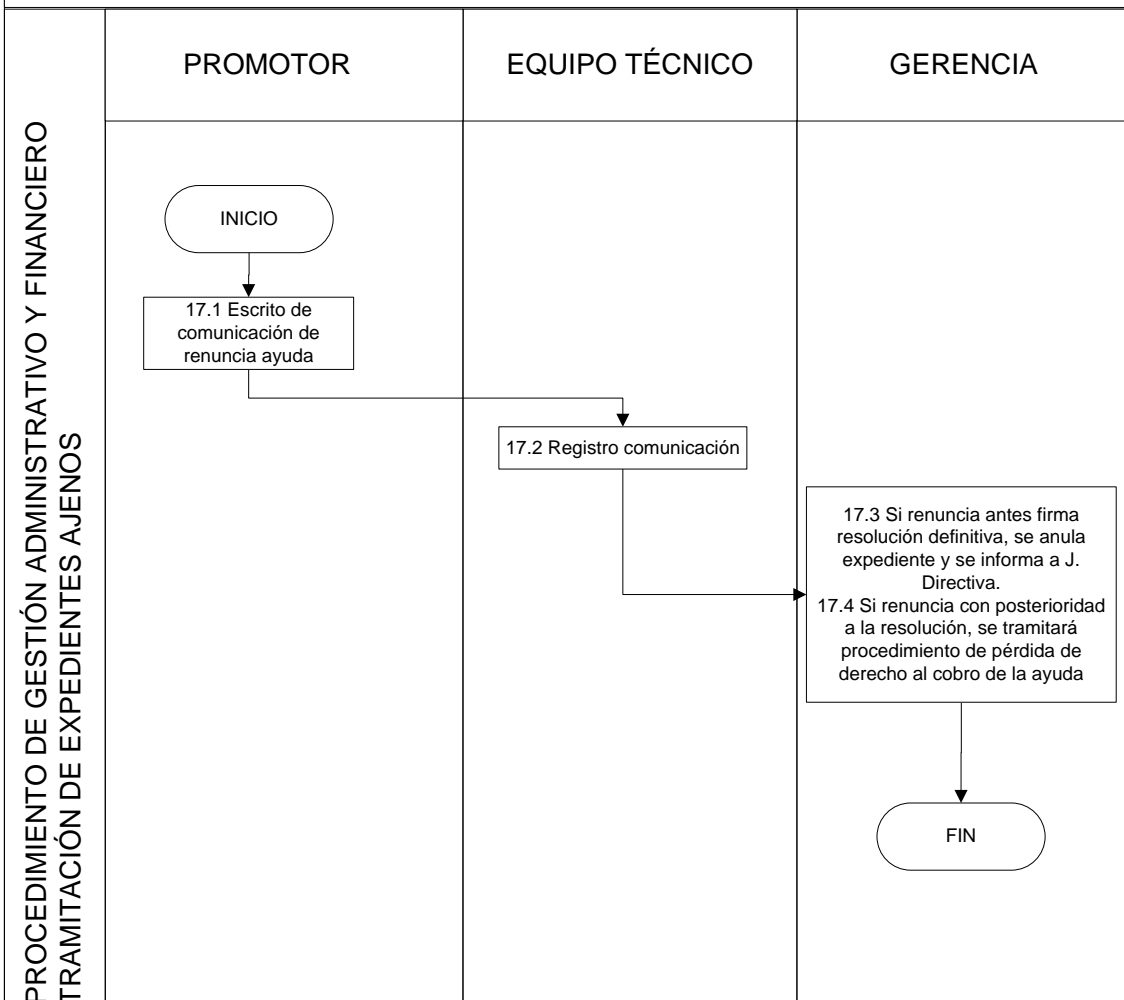 PROCEDIMIENTO DE GESTIÓN ADMINISTRATIVO Y FINANCIERO
TRAMITACIÓN DE EXPEDIENTES AJENOS
PROMOTOR
EQUIPO TÉCNICO
GERENCIA
INICIO
17.1 Escrito de
comunicación de
renuncia ayuda
17.2 Registro comunicación
17.3 Si renuncia antes firma
resolución definitiva, se anula
expediente y se informa a J.
Directiva.
17.4 Si renuncia con posterioridad
a la resolución, se tramitará
procedimiento de pérdida de
derecho al cobro de la ayuda
FIN